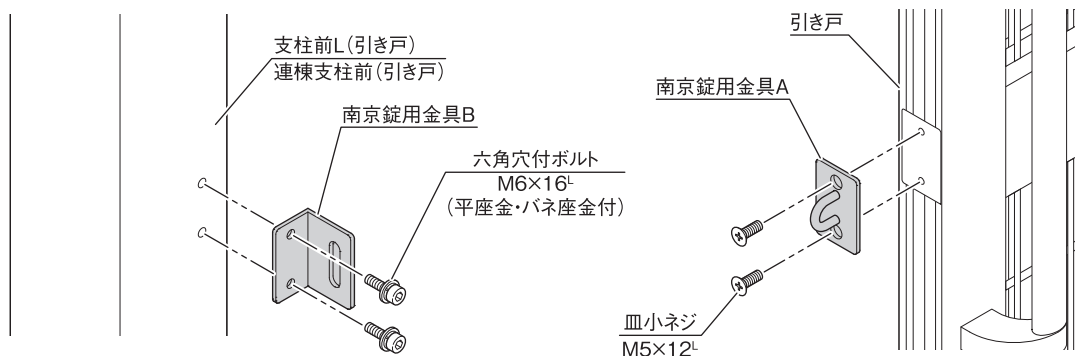 支柱前L（引き戸）
連棟支柱前（引き戸）
南京錠用金具B
六角穴付ボルト
M6×16L
（平座金・バネ座金付）
引き戸
南京錠用金具A
皿小ネジ
M5×12L